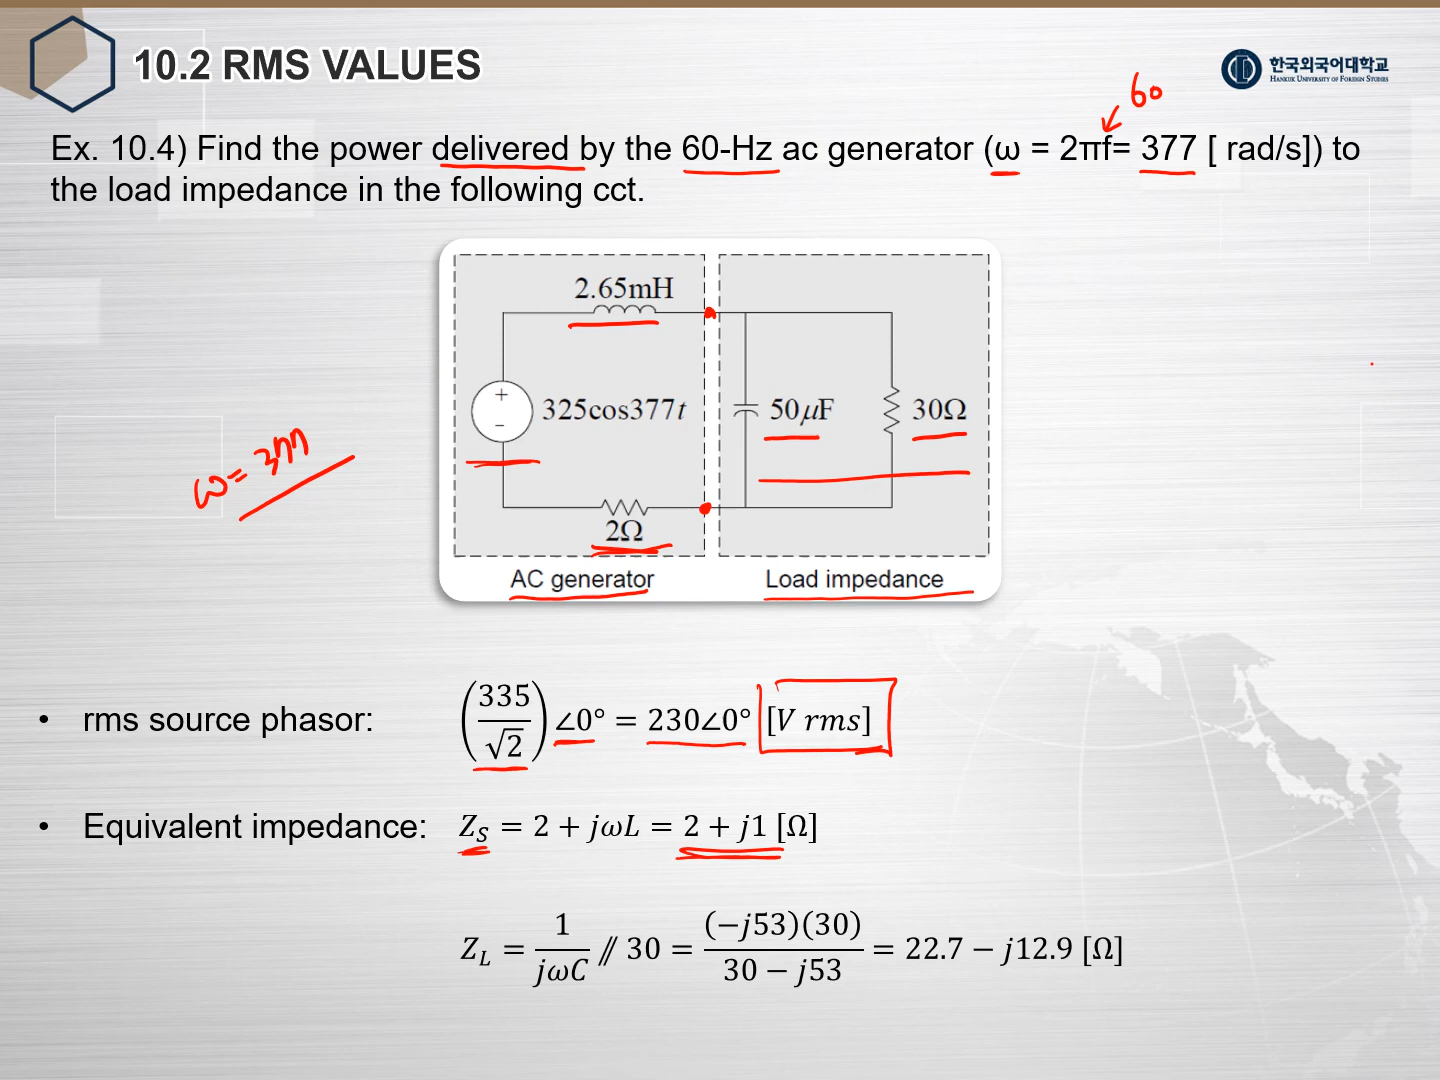 10.2 RMS VALUES
한국외국어대학교
HANKUK UNIVERSITY OF FOREIGN STUDIES
60
Ex. 10.4) Find the power delivered by the 60-Hz ac generator (ω = 2πf= 377 [ rad/s]) to
the load impedance in the following cct.
2.65mH
+
−
325cos377t
50μF
30Ω
ω = 377
2Ω
AC generator
Load impedance
• rms source phasor: (335/√2)∠0° = 230∠0° [V rms]
• Equivalent impedance: Z_S = 2 + jωL = 2 + j1 [Ω]
Z_L = 1/jωC ∥ 30 = (−j53)(30)/30 − j53 = 22.7 − j12.9 [Ω]